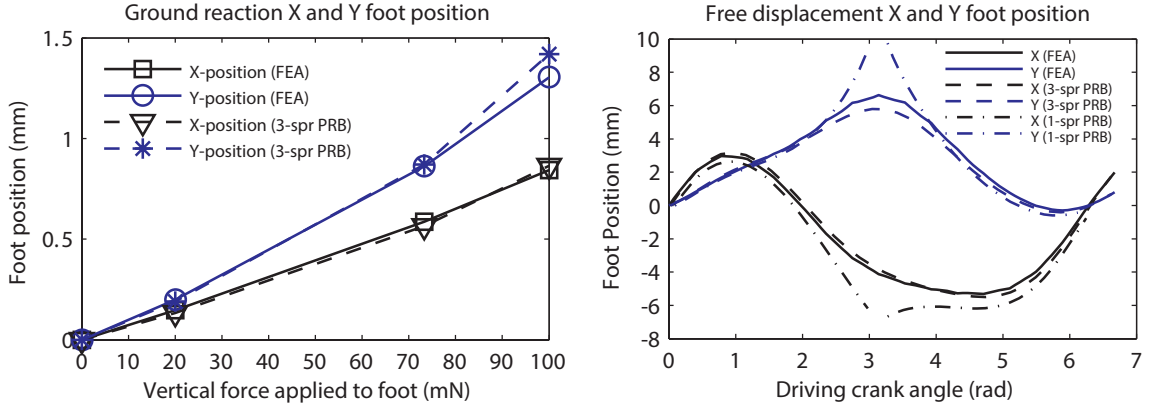 Ground reaction X and Y foot position
1.5
1
0.5
0
Foot position (mm)
X-position (FEA)
Y-position (FEA)
X-position (3-spr PRB)
Y-position (3-spr PRB)
0 10 20 30 40 50 60 70 80 90 100
Vertical force applied to foot (mN)
Free displacement X and Y foot position
10
8
6
4
2
0
-2
-4
-6
-8
Foot Position (mm)
X (FEA)
Y (FEA)
X (3-spr PRB)
Y (3-spr PRB)
X (1-spr PRB)
Y (1-spr PRB)
0 1 2 3 4 5 6 7
Driving crank angle (rad)